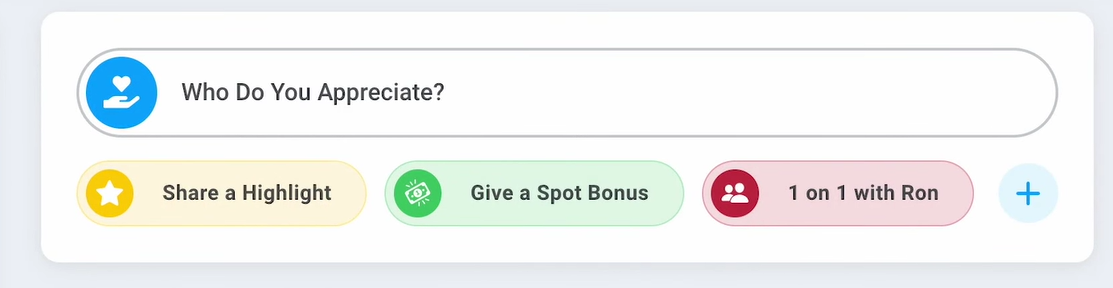 Who Do You Appreciate?
Share a Highlight
Give a Spot Bonus
1 on 1 with Ron